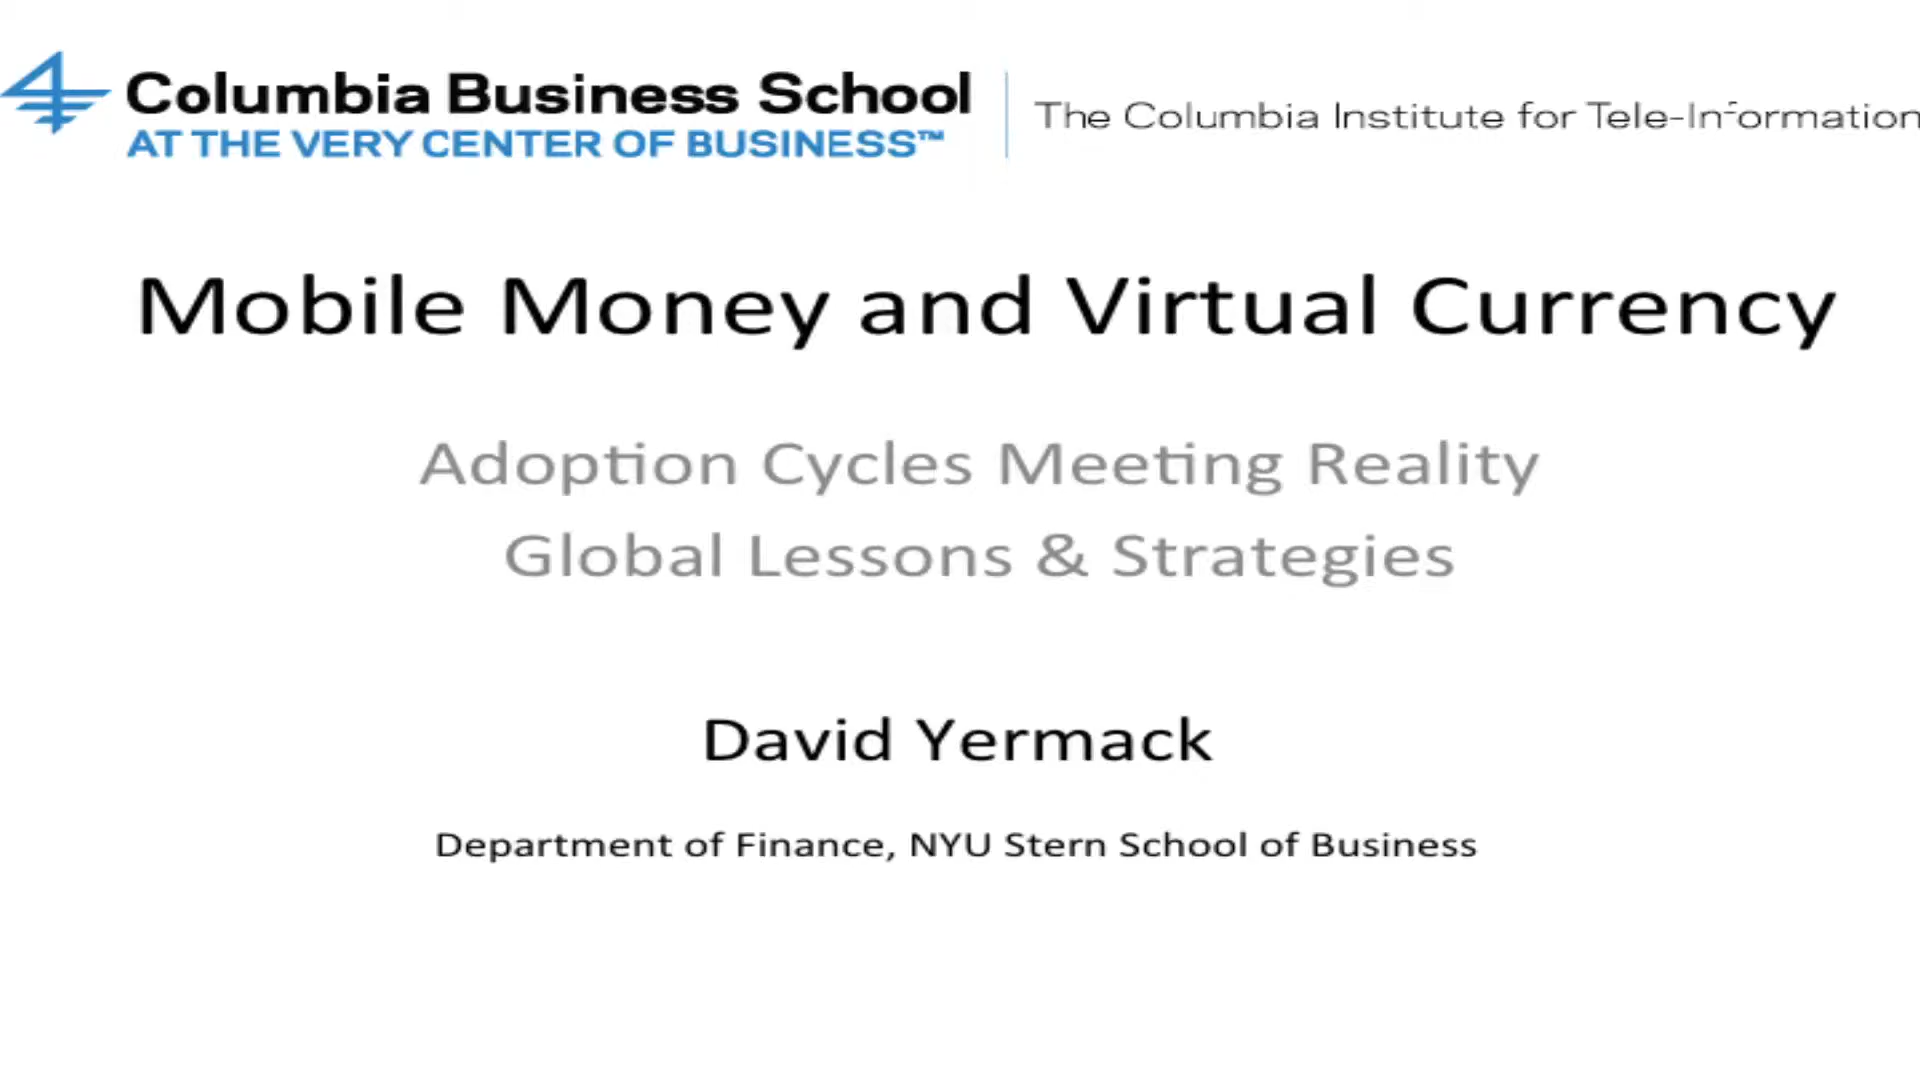 Columbia Business School
AT THE VERY CENTER OF BUSINESS™
The Columbia Institute for Tele-Information
Mobile Money and Virtual Currency
Adoption Cycles Meeting Reality
Global Lessons & Strategies
David Yermack
Department of Finance, NYU Stern School of Business